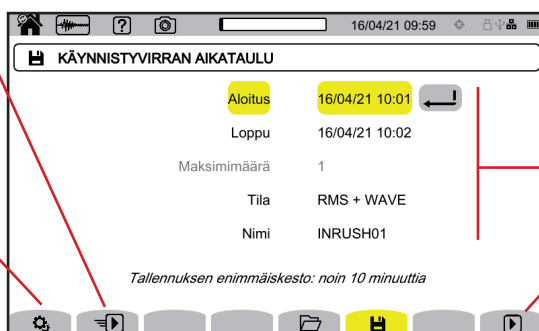 16/04/21 09:59
KÄYNNISTYVIRRAN AIKATAULU
Aloitus 16/04/21 10:01
Loppu 16/04/21 10:02
Maksimimäärä 1
Tila RMS + WAVE
Nimi INRUSH01
Tallennuksen enimmäiskesto: noin 10 minuuttia